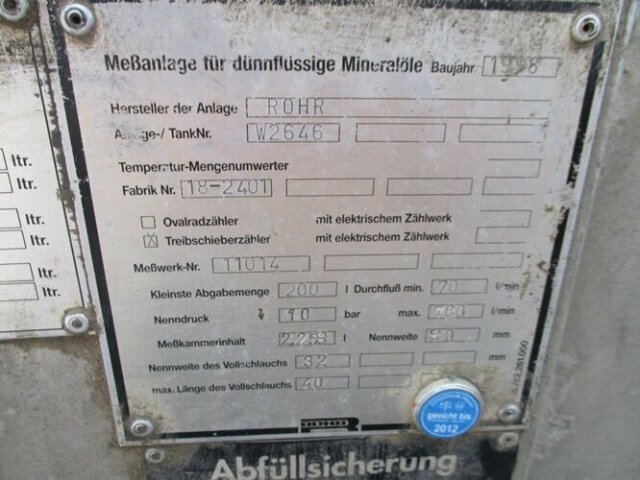 Meßanlage für dünnflüssige Mineralöle Baujahr 1998
Hersteller der Anlage ROHR
Anlage-/ TankNr. W2646
Temperatur-Mengenumwerter
Fabrik Nr. 18-2401
Ovalradzähler mit elektrischem Zählwerk
X Treibschieberzähler mit elektrischem Zählwerk
Meßwerk-Nr. 11014
Kleinste Abgabemenge 200 l Durchfluß min. 70 l/min
Nenndruck 10 bar max. l/min
Meßkammerinhalt l Nennweite mm
Nennweite des Vollschlauchs 32 mm
max. Länge des Vollschlauchs 40
ROHR
geeicht bis
2012
Abfüllsicherung
ltr.
ltr.
ltr.
ltr.
ltr.
ltr.